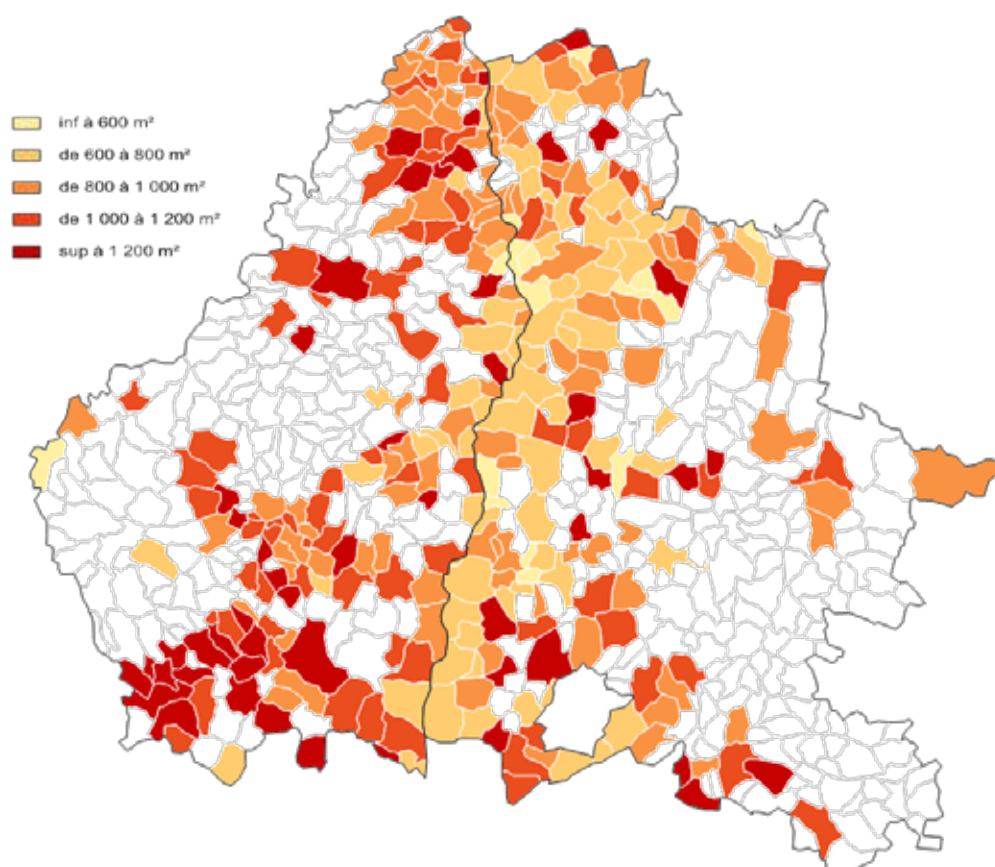 inf à 600 m²
de 600 à 800 m²
de 800 à 1 000 m²
de 1 000 à 1 200 m²
sup à 1 200 m²